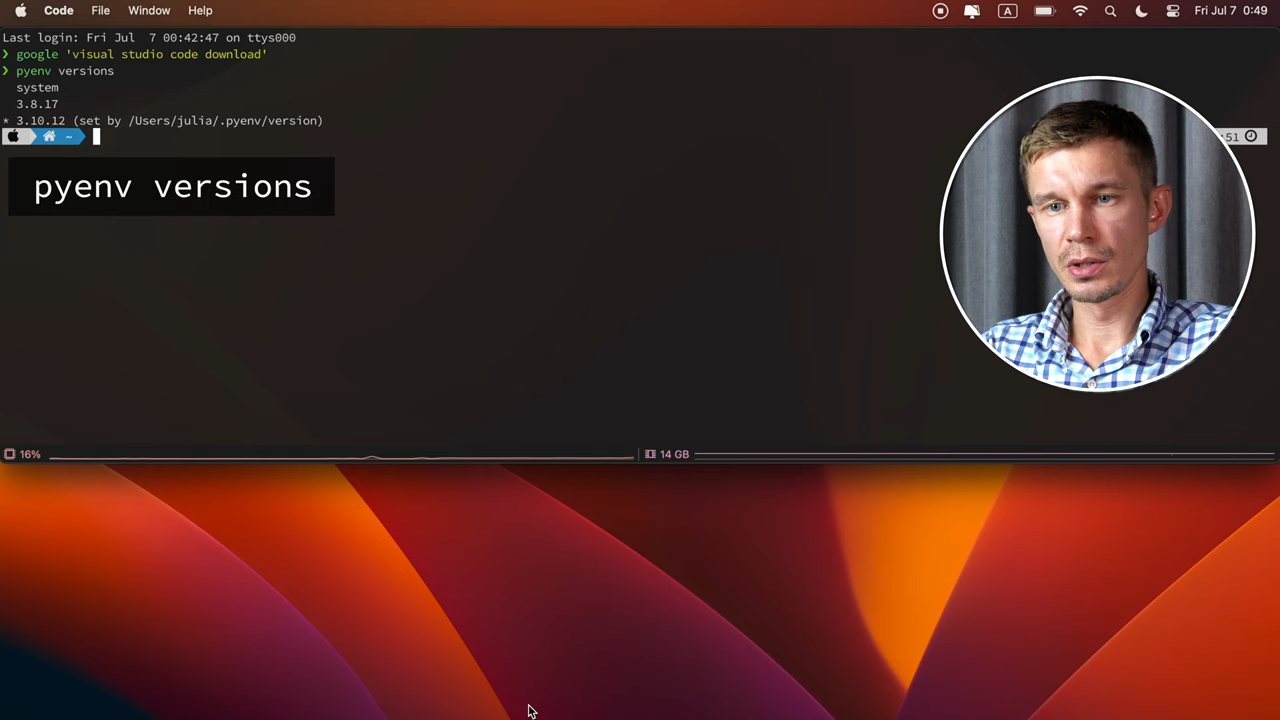 Code File Window Help A Fri Jul 7 0:49
Last login: Fri Jul 7 00:42:47 on ttys000
❯ google 'visual studio code download'
❯ pyenv versions
system
3.8.17
* 3.10.12 (set by /Users/julia/.pyenv/version)
~
51
pyenv versions
16% 14 GB